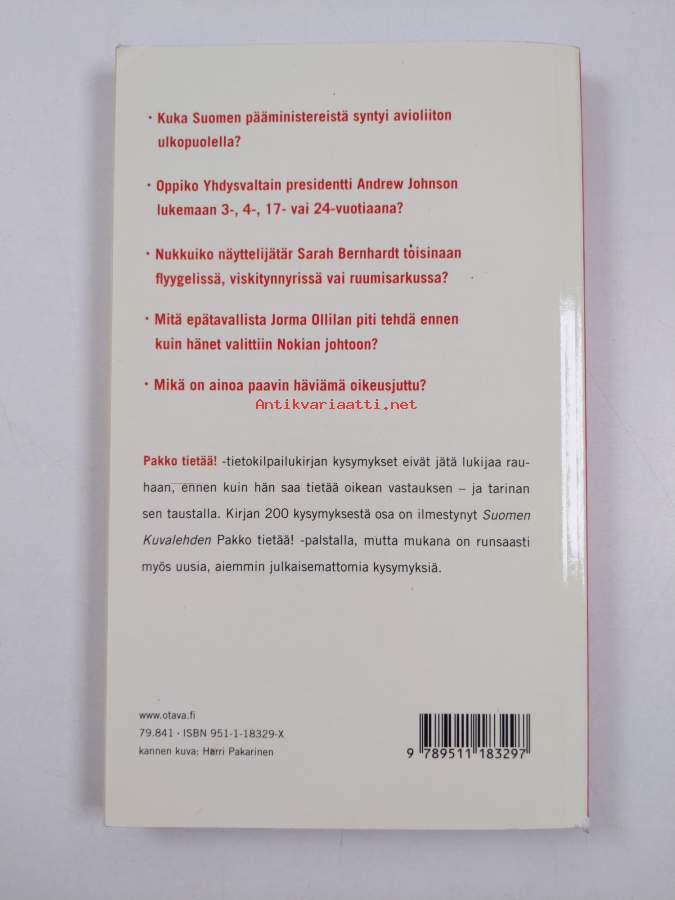 • Kuka Suomen pääministereistä syntyi avioliiton
ulkopuolella?
• Oppiko Yhdysvaltain presidentti Andrew Johnson
lukemaan 3-, 4-, 17- vai 24-vuotiaana?
• Nukkuiko näyttelijätär Sarah Bernhardt toisinaan
flyygelissä, viskitynnyrissä vai ruumisarkussa?
• Mitä epätavallista Jorma Ollilan piti tehdä ennen
kuin hänet valittiin Nokian johtoon?
• Mikä on ainoa paavin häviämä oikeusjuttu?
Antikvariaatti.net
Pakko tietää! -tietokilpailukirjan kysymykset eivät jätä lukijaa rau-
haan, ennen kuin hän saa tietää oikean vastauksen – ja tarinan
sen taustalla. Kirjan 200 kysymyksestä osa on ilmestynyt Suomen
Kuvalehden Pakko tietää! -palstalla, mutta mukana on runsaasti
myös uusia, aiemmin julkaisemattomia kysymyksiä.
www.otava.fi
79.841 · ISBN 951-1-18329-X
kannen kuva: Harri Pakarinen
9 789511 183297